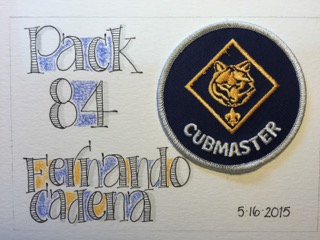 Pack
84
Fernando
cadena
CUBMASTER
5·16·2015